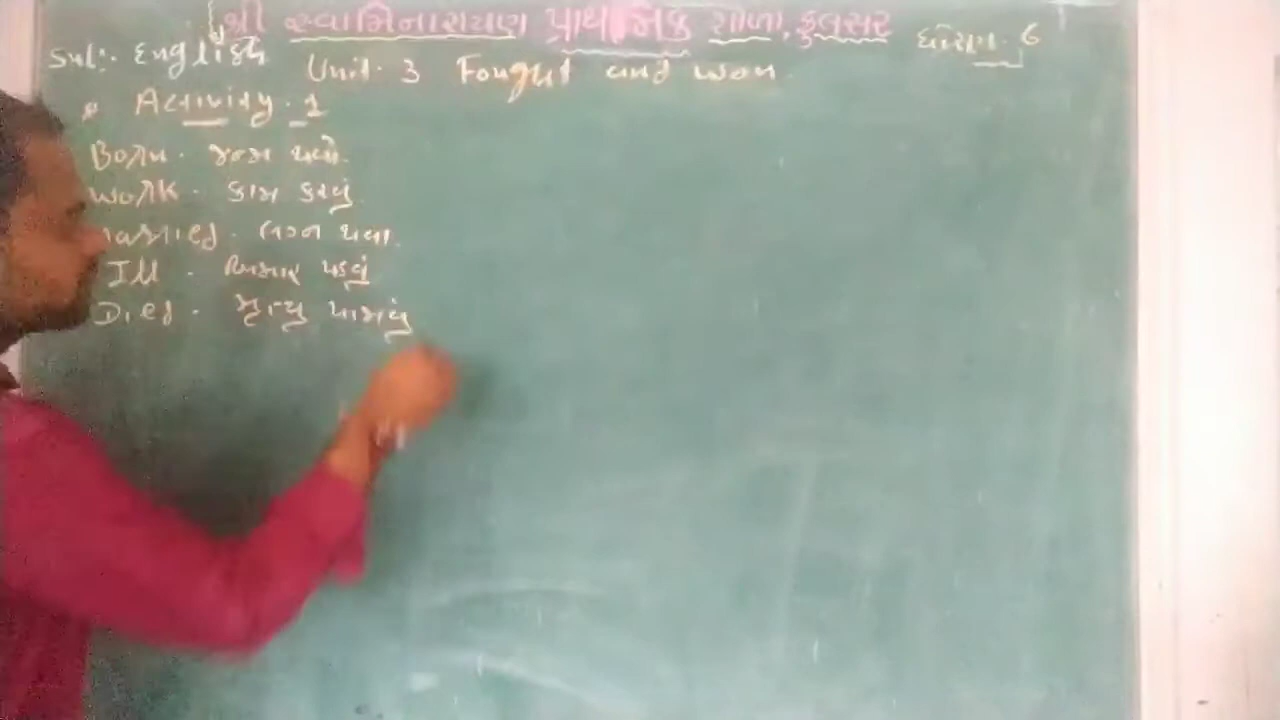 શ્રી સ્વામિનારાયણ પ્રાથમિક શાળા, ફુલસર
ધોરણ. 6
Sub:- English
Unit. 3 Fought and won
Activity. 1
Born. જન્મ થવો.
Work. કામ કરવું.
Married. લગ્ન થવા.
Ill. બિમાર પડવું
Died. મૃત્યુ પામવું